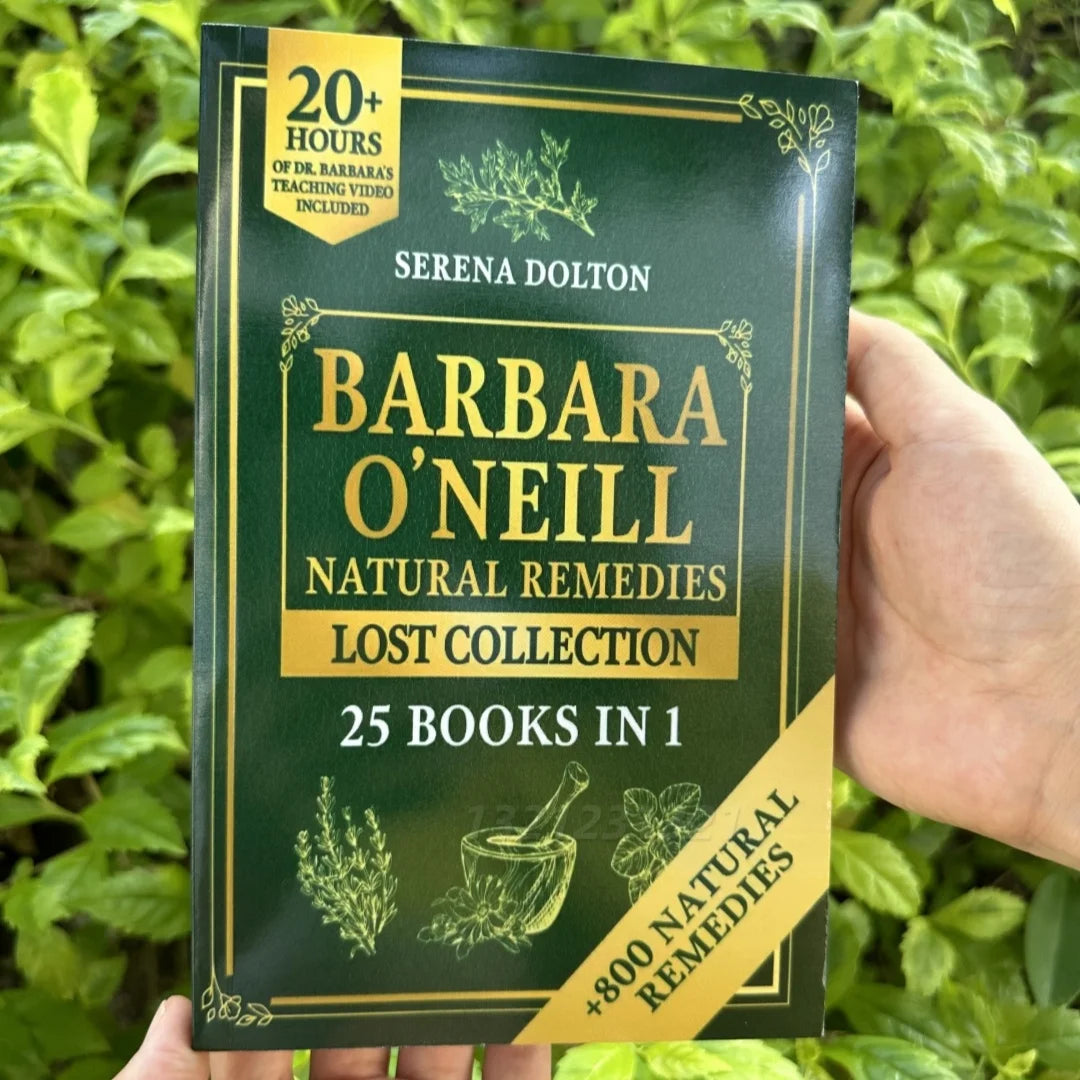 20+
HOURS
OF DR. BARBARA'S
TEACHING VIDEO
INCLUDED
SERENA DOLTON
BARBARA
O'NEILL
NATURAL REMEDIES
LOST COLLECTION
25 BOOKS IN 1
+800 NATURAL
REMEDIES